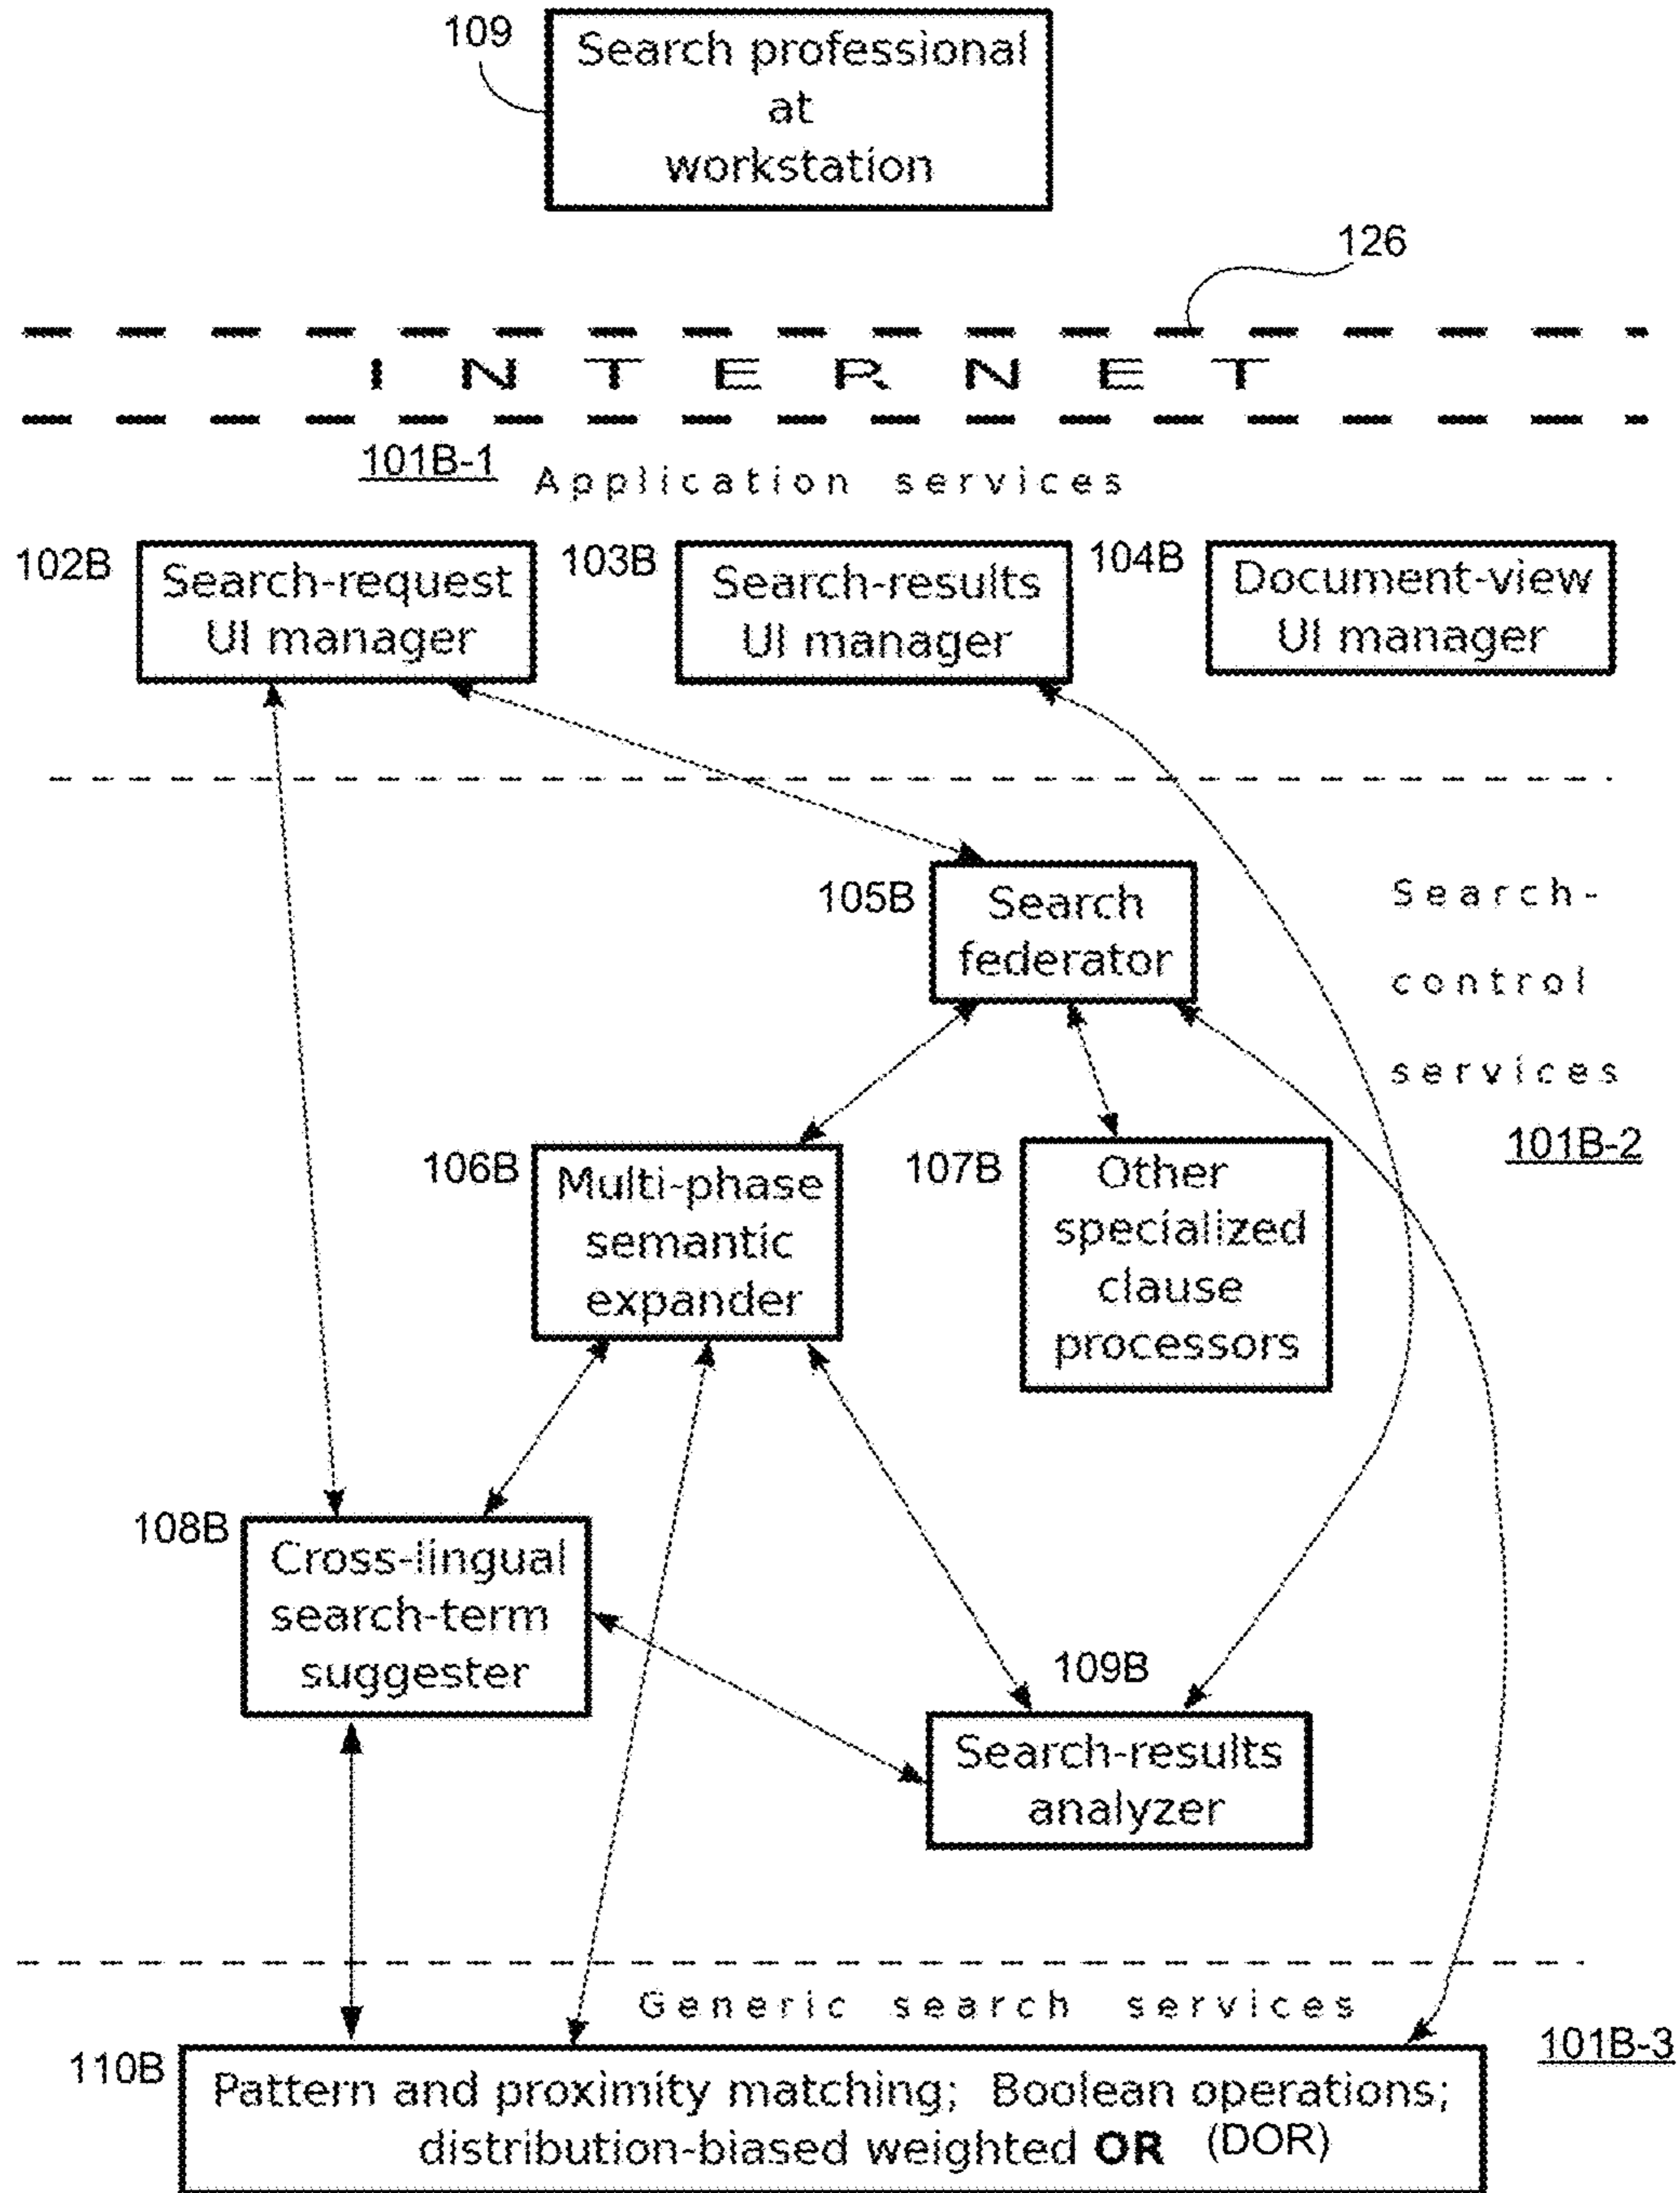 109
Search professional
at
workstation
126
INTERNET
101B-1
Application services
102B
Search-request
UI manager
103B
Search-results
UI manager
104B
Document-view
UI manager
105B
Search
federator
Search-
control
services
101B-2
106B
Multi-phase
semantic
expander
107B
Other
specialized
clause
processors
108B
Cross-lingual
search-term
suggester
109B
Search-results
analyzer
Generic search services
101B-3
110B
Pattern and proximity matching; Boolean operations;
distribution-biased weighted OR (DOR)